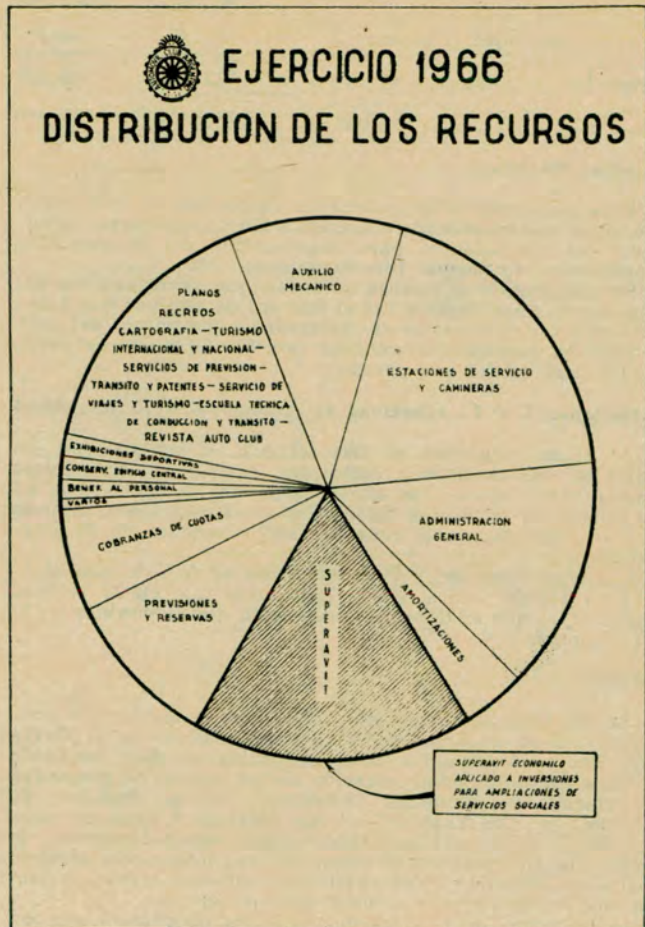 AUTOMOVIL CLUB ARGENTINO
EJERCICIO 1966
DISTRIBUCION DE LOS RECURSOS
AUXILIO
MECANICO
PLANOS
RECREOS
CARTOGRAFIA-TURISMO
INTERNACIONAL Y NACIONAL-
SERVICIOS DE PREVISION-
TRANSITO Y PATENTES-SERVICIO DE
VIAJES Y TURISMO-ESCUELA TECNICA
DE CONDUCCION Y TRANSITO-
REVISTA AUTO CLUB
ESTACIONES DE SERVICIO
Y CAMINERAS
EXHIBICIONES DEPORTIVAS
CONSERV. EDIFICIO CENTRAL
BENEF. AL PERSONAL
VARIOS
COBRANZAS DE CUOTAS
ADMINISTRACION
GENERAL
PREVISIONES
Y RESERVAS
SUPERAVIT
AMORTIZACIONES
SUPERAVIT ECONOMICO
APLICADO A INVERSIONES
PARA AMPLIACIONES DE
SERVICIOS SOCIALES